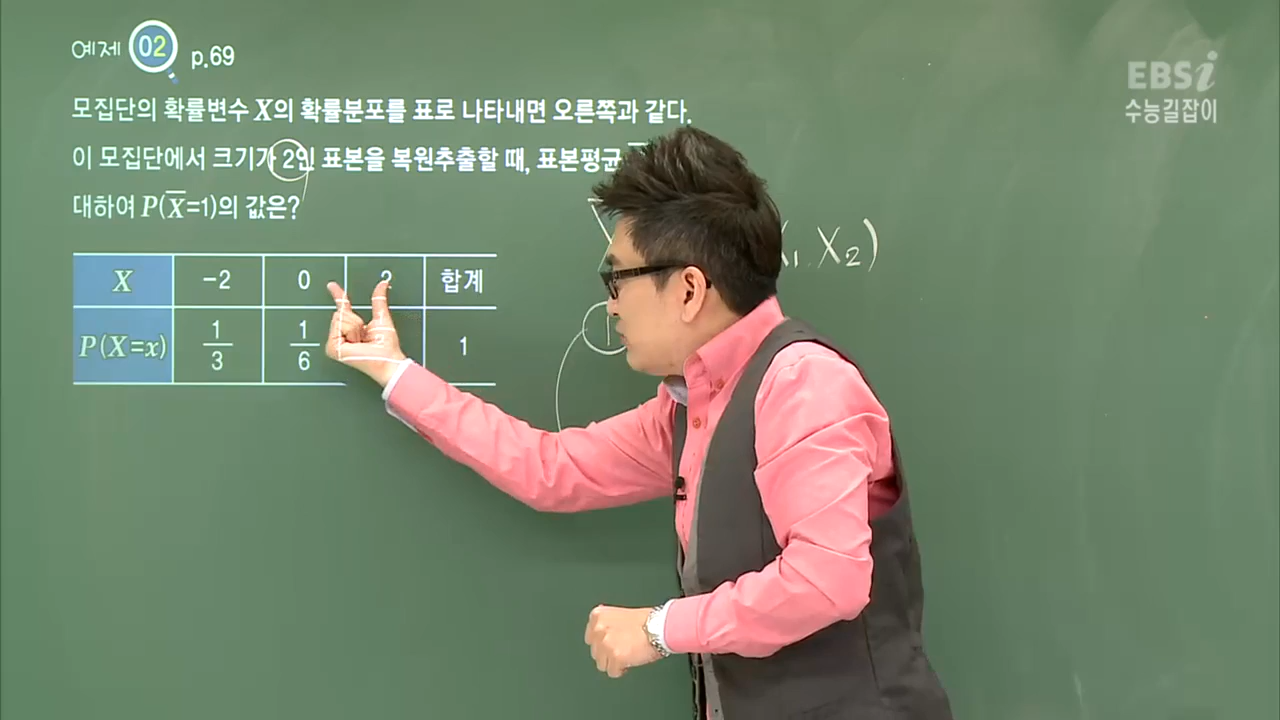 예제 02 p.69
모집단의 확률변수 X의 확률분포를 표로 나타내면 오른쪽과 같다.
이 모집단에서 크기가 2인 표본을 복원추출할 때, 표본평균
대하여 P(X̅=1)의 값은?
X -2 0 2 합계
P(X=x) 1/3 1/6 1
X₁, X₂)
1
EBSi
수능길잡이